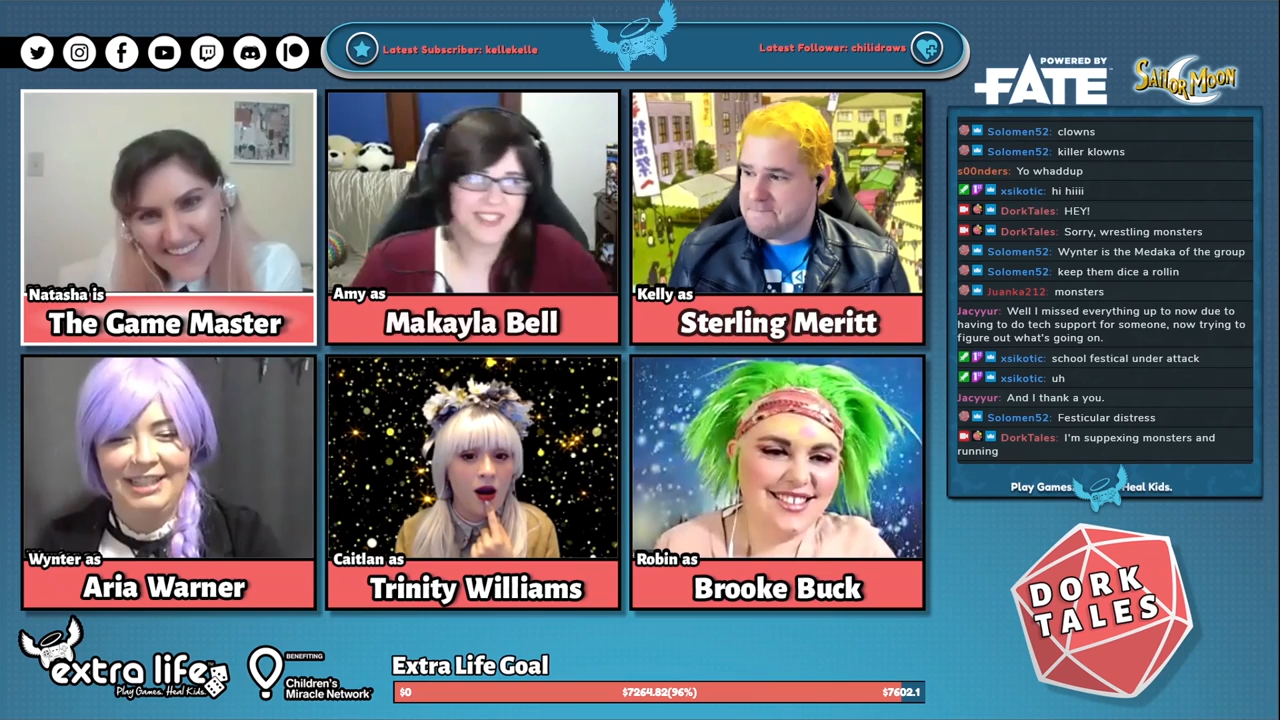 Latest Subscriber: kellekelle
Latest Follower: chilidraws
POWERED BY
FATE
SAILOR MOON
Natasha is
The Game Master
Amy as
Makayla Bell
Kelly as
Sterling Meritt
Wynter as
Aria Warner
Caitlan as
Trinity Williams
Robin as
Brooke Buck
Solomen52: clowns
Solomen52: killer klowns
s00nders: Yo whaddup
xsikotic: hi hiiii
DorkTales: HEY!
DorkTales: Sorry, wrestling monsters
Solomen52: Wynter is the Medaka of the group
Solomen52: keep them dice a rollin
Juanka212: monsters
Jacyyur: Well I missed everything up to now due to
having to do tech support for someone, now trying to
figure out what's going on.
xsikotic: school festical under attack
xsikotic: uh
Jacyyur: And I thank a you.
Solomen52: Festicular distress
DorkTales: I'm suppexing monsters and
running
Play Games. Heal Kids.
DORK
TALES
extra life
Play Games. Heal Kids.
BENEFITING
Children's
Miracle Network
Extra Life Goal
$0
$7264.82(96%)
$7602.1